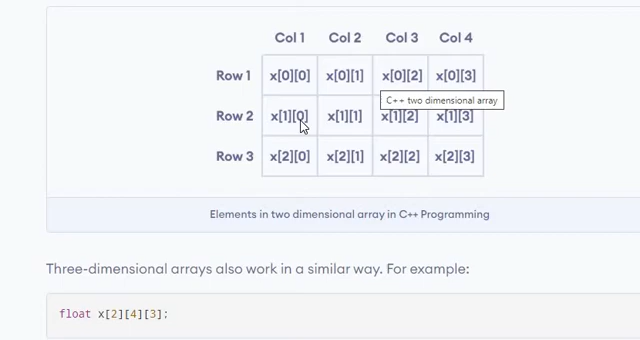 Col 1 Col 2 Col 3 Col 4
Row 1 x[0][0] x[0][1] x[0][2] x[0][3]
C++ two dimensional array
Row 2 x[1][0] x[1][1] x[1][2] x[1][3]
Row 3 x[2][0] x[2][1] x[2][2] x[2][3]
Elements in two dimensional array in C++ Programming
Three-dimensional arrays also work in a similar way. For example:
float x[2][4][3];